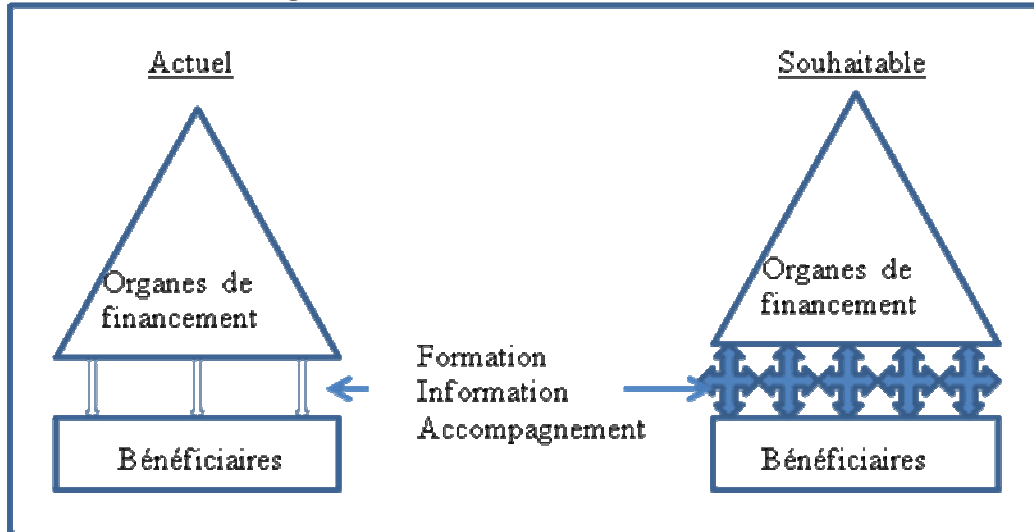 Actuel
Organes de
financement
Bénéficiaires
Formation
Information
Accompagnement
Souhaitable
Organes de
financement
Bénéficiaires